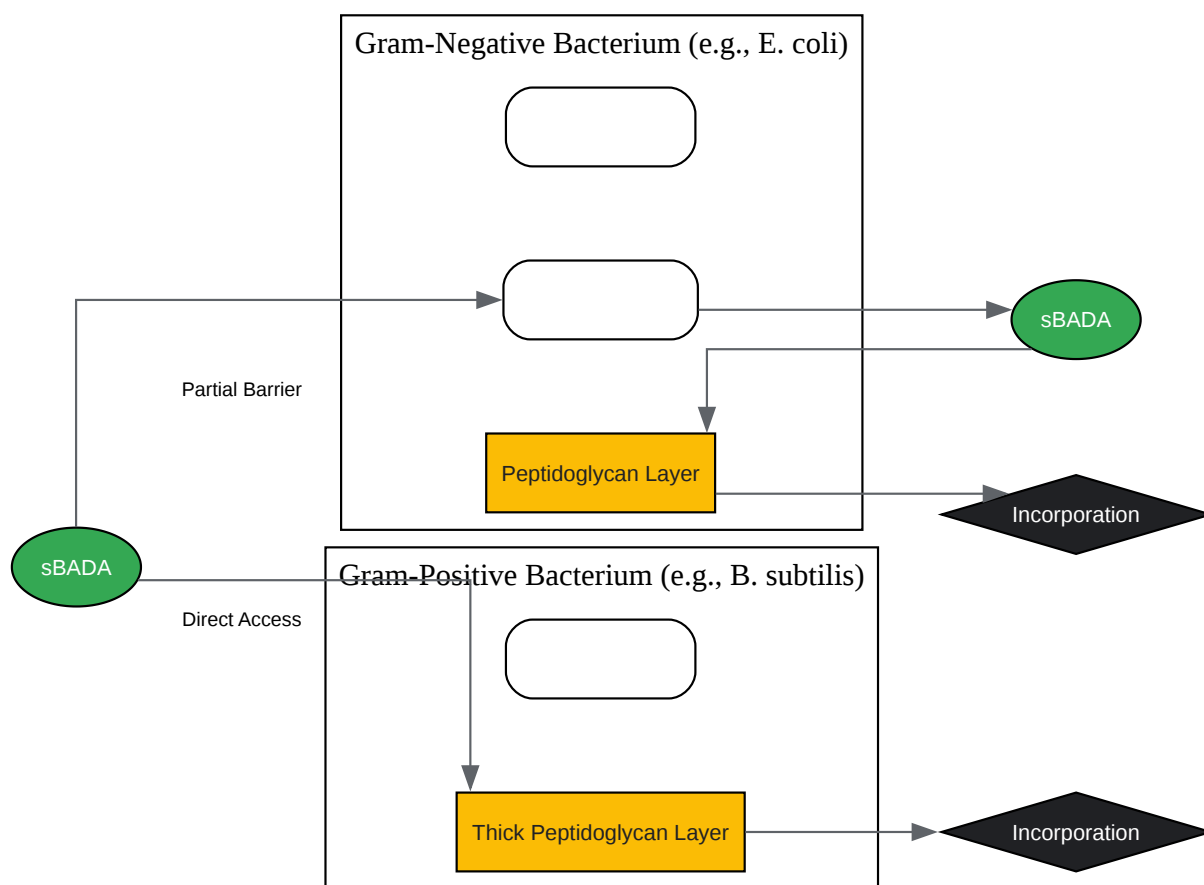 Gram-Negative Bacterium (e.g., E. coli)
sBADA
Partial Barrier
Peptidoglycan Layer
Incorporation
sBADA
Gram-Positive Bacterium (e.g., B. subtilis)
Direct Access
Thick Peptidoglycan Layer
Incorporation